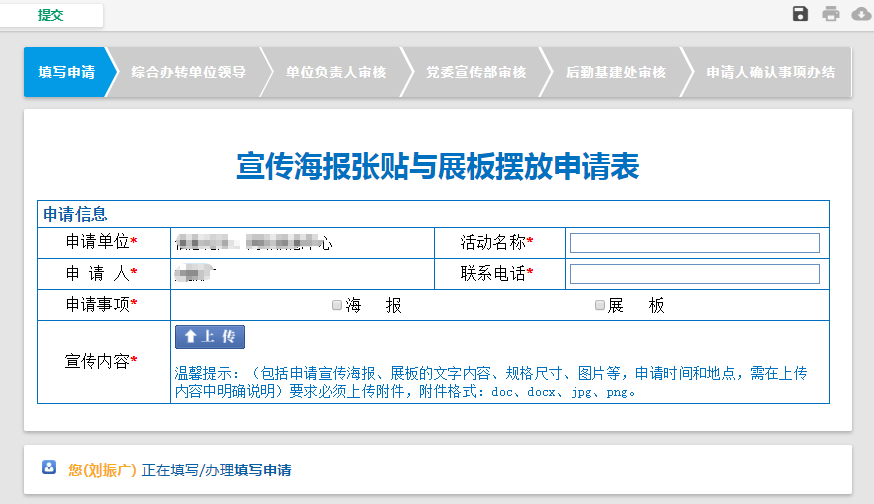 提交
填写申请 综合办转单位领导 单位负责人审核 党委宣传部审核 后勤基建处审核 申请人确认事项办结
宣传海报张贴与展板摆放申请表
申请信息
申请单位* 中心 活动名称*
申 请 人* 联系电话*
申请事项* 海 报 展 板
宣传内容* 上传
温馨提示：（包括申请宣传海报、展板的文字内容、规格尺寸、图片等，申请时间和地点，需在上传
内容中明确说明）要求必须上传附件，附件格式：doc、docx、jpg、png。
您(刘振广) 正在填写/办理填写申请